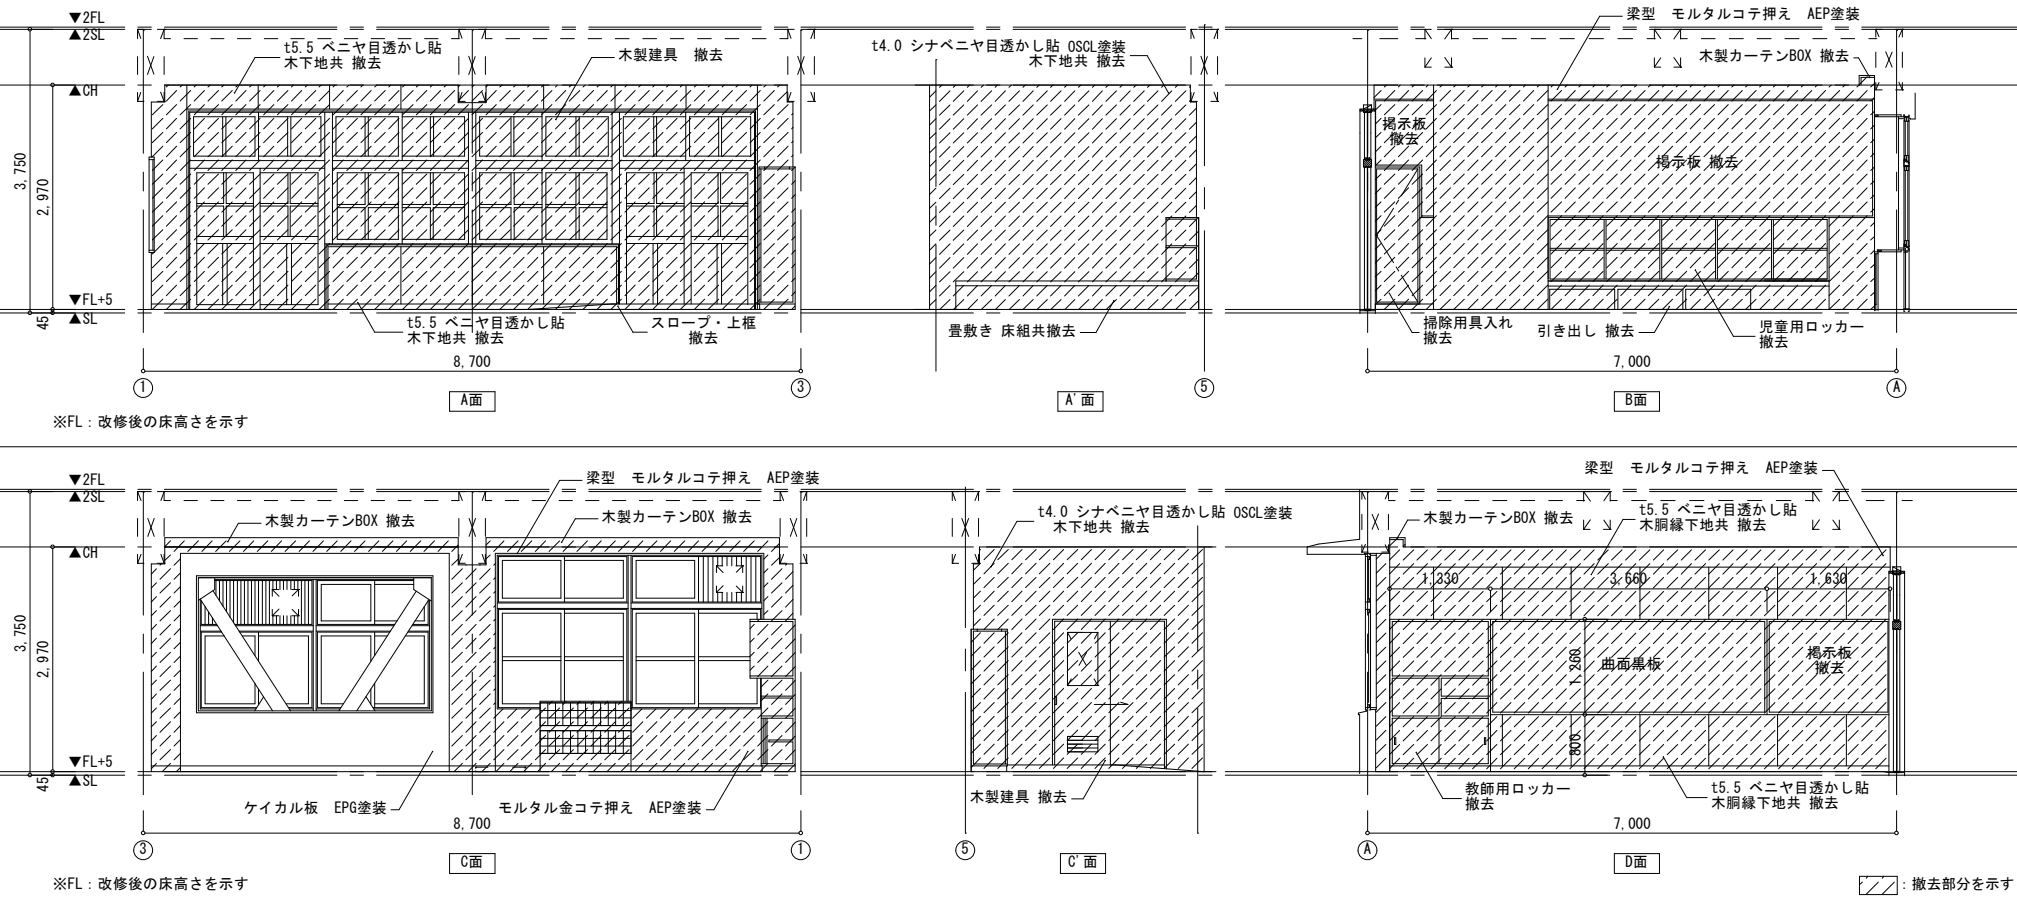 ▼2FL
▲2SL
▲CH
▼FL+5
▲SL
3,750
2,970
45
t5.5 ベニヤ目透かし貼
木下地共 撤去
木製建具 撤去
t5.5 ベニヤ目透かし貼
木下地共 撤去
スロープ・上框
撤去
8,700
① ③
A面
※FL：改修後の床高さを示す
t4.0 シナベニヤ目透かし貼 OSCL塗装
木下地共 撤去
畳敷き 床組共撤去
⑤
A'面
梁型 モルタルコテ押え AEP塗装
木製カーテンBOX 撤去
掲示板
撤去
掲示板 撤去
掃除用具入れ
撤去
引き出し 撤去
児童用ロッカー
撤去
7,000
Ⓐ
B面
▼2FL
▲2SL
▲CH
▼FL+5
▲SL
3,750
2,970
45
木製カーテンBOX 撤去
梁型 モルタルコテ押え AEP塗装
木製カーテンBOX 撤去
ケイカル板 EPG塗装
モルタル金コテ押え AEP塗装
8,700
③ ①
C面
※FL：改修後の床高さを示す
t4.0 シナベニヤ目透かし貼 OSCL塗装
木下地共 撤去
木製建具 撤去
⑤
C'面
梁型 モルタルコテ押え AEP塗装
木製カーテンBOX 撤去
t5.5 ベニヤ目透かし貼
木胴縁下地共 撤去
1,330
3,660
1,630
曲面黒板
1,260
掲示板
撤去
800
教師用ロッカー
撤去
t5.5 ベニヤ目透かし貼
木胴縁下地共 撤去
7,000
Ⓐ
D面
：撤去部分を示す